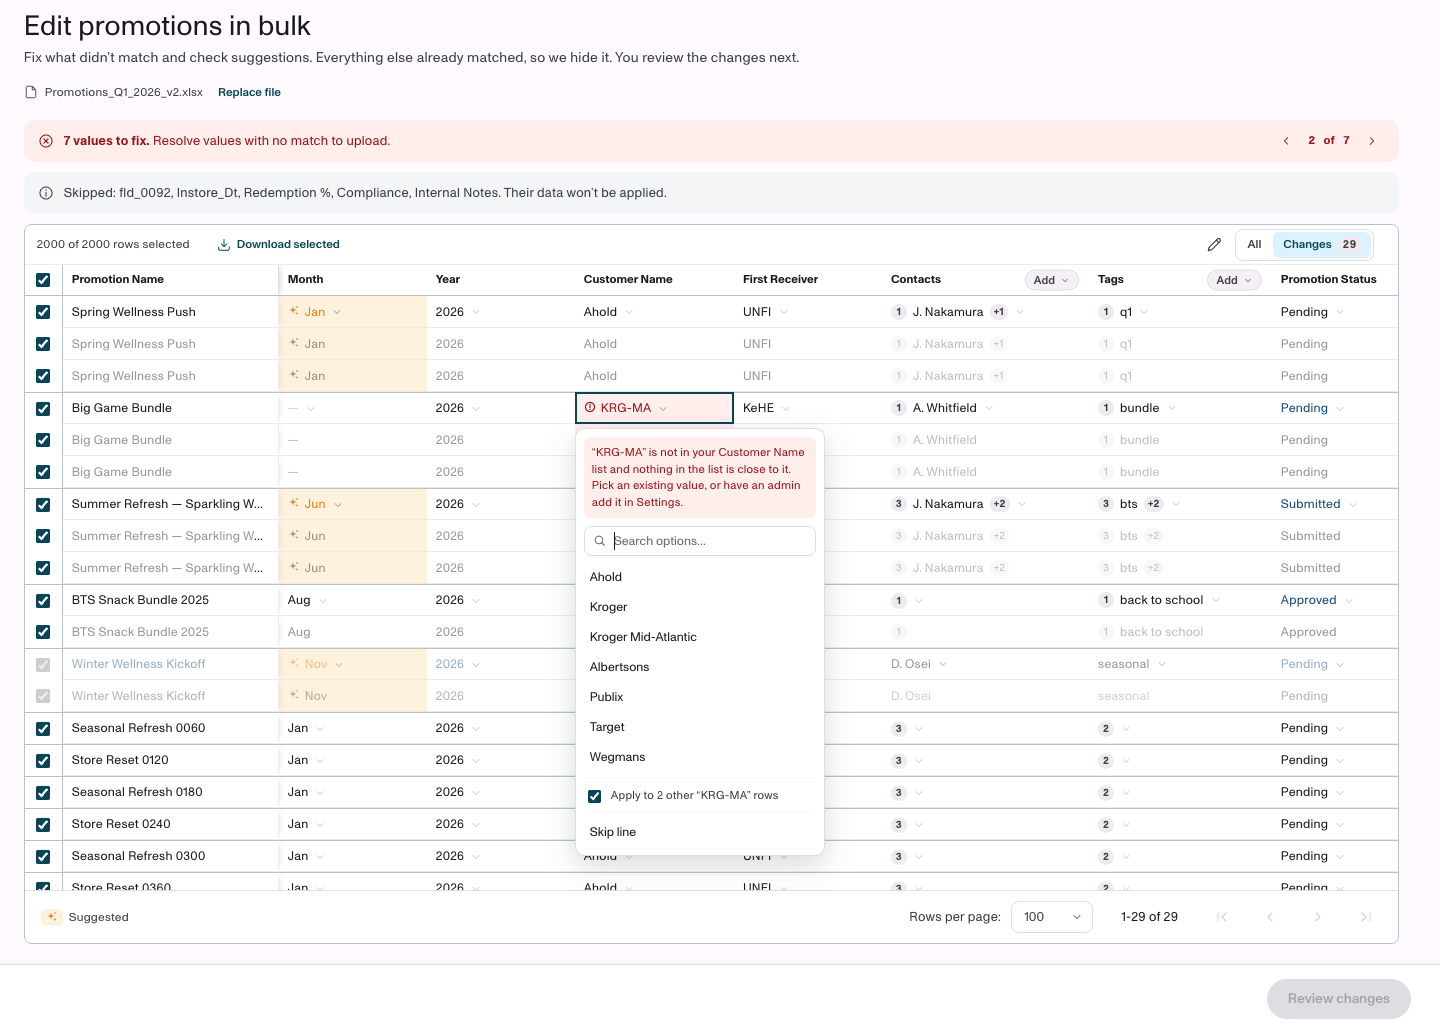 Edit promotions in bulk
Fix what didn't match and check suggestions. Everything else already matched, so we hide it. You review the changes next.
Promotions_Q1_2026_v2.xlsx Replace file
7 values to fix. Resolve values with no match to upload. 2 of 7
Skipped: fld_0092, Instore_Dt, Redemption %, Compliance, Internal Notes. Their data won't be applied.
2000 of 2000 rows selected Download selected All Changes 29
Promotion Name Month Year Customer Name First Receiver Contacts Add Tags Add Promotion Status
Spring Wellness Push Jan 2026 Ahold UNFI 1 J. Nakamura +1 1 q1 Pending
Spring Wellness Push Jan 2026 Ahold UNFI 1 J. Nakamura +1 1 q1 Pending
Spring Wellness Push Jan 2026 Ahold UNFI 1 J. Nakamura +1 1 q1 Pending
Big Game Bundle — 2026 KRG-MA KeHE 1 A. Whitfield 1 bundle Pending
Big Game Bundle — 2026 1 A. Whitfield 1 bundle Pending
Big Game Bundle — 2026 1 A. Whitfield 1 bundle Pending
Summer Refresh — Sparkling W... Jun 2026 3 J. Nakamura +2 3 bts +2 Submitted
Summer Refresh — Sparkling W... Jun 2026 3 J. Nakamura +2 3 bts +2 Submitted
Summer Refresh — Sparkling W... Jun 2026 3 J. Nakamura +2 3 bts +2 Submitted
BTS Snack Bundle 2025 Aug 2026 1 1 back to school Approved
BTS Snack Bundle 2025 Aug 2026 1 1 back to school Approved
Winter Wellness Kickoff Nov 2026 D. Osei seasonal Pending
Winter Wellness Kickoff Nov 2026 D. Osei seasonal Pending
Seasonal Refresh 0060 Jan 2026 3 2 Pending
Store Reset 0120 Jan 2026 3 2 Pending
Seasonal Refresh 0180 Jan 2026 3 2 Pending
Store Reset 0240 Jan 2026 3 2 Pending
Seasonal Refresh 0300 Jan 2026 Ahold UNFI 3 2 Pending
Store Reset 0360 Jan 2026 Ahold UNFI 3 2 Pending
"KRG-MA" is not in your Customer Name
list and nothing in the list is close to it.
Pick an existing value, or have an admin
add it in Settings.
Search options...
Ahold
Kroger
Kroger Mid-Atlantic
Albertsons
Publix
Target
Wegmans
Apply to 2 other "KRG-MA" rows
Skip line
Suggested Rows per page: 100 1-29 of 29
Review changes